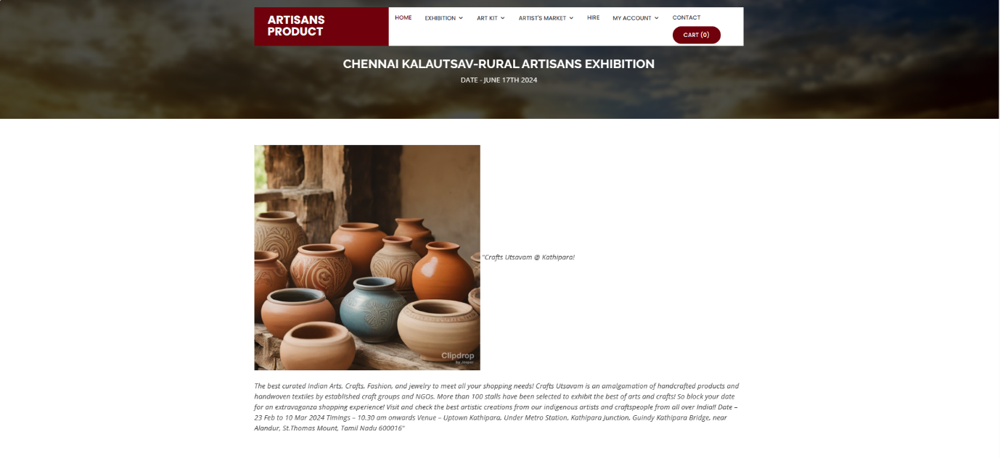 ARTISANS
PRODUCT
HOME
EXHIBITION
ART KIT
ARTIST'S MARKET
HIRE
MY ACCOUNT
CONTACT
CART (0)
CHENNAI KALAUTSAV-RURAL ARTISANS EXHIBITION
DATE - JUNE 17TH 2024
"Crafts Utsavam @ Kathipara!
Clipdrop
by Jasper
The best curated Indian Arts, Crafts, Fashion, and jewelry to meet all your shopping needs! Crafts Utsavam is an amalgamation of handcrafted products and
handwoven textiles by established craft groups and NGOs. More than 100 stalls have been selected to exhibit the best of arts and crafts! So block your date
for an extravaganza shopping experience! Visit and check the best artistic creations from our indigenous artists and craftspeople from all over India!! Date –
23 Feb to 10 Mar 2024 Timings – 10.30 am onwards Venue – Uptown Kathipara, Under Metro Station, Kathipara Junction, Guindy Kathipara Bridge, near
Alandur, St.Thomas Mount, Tamil Nadu 600016"